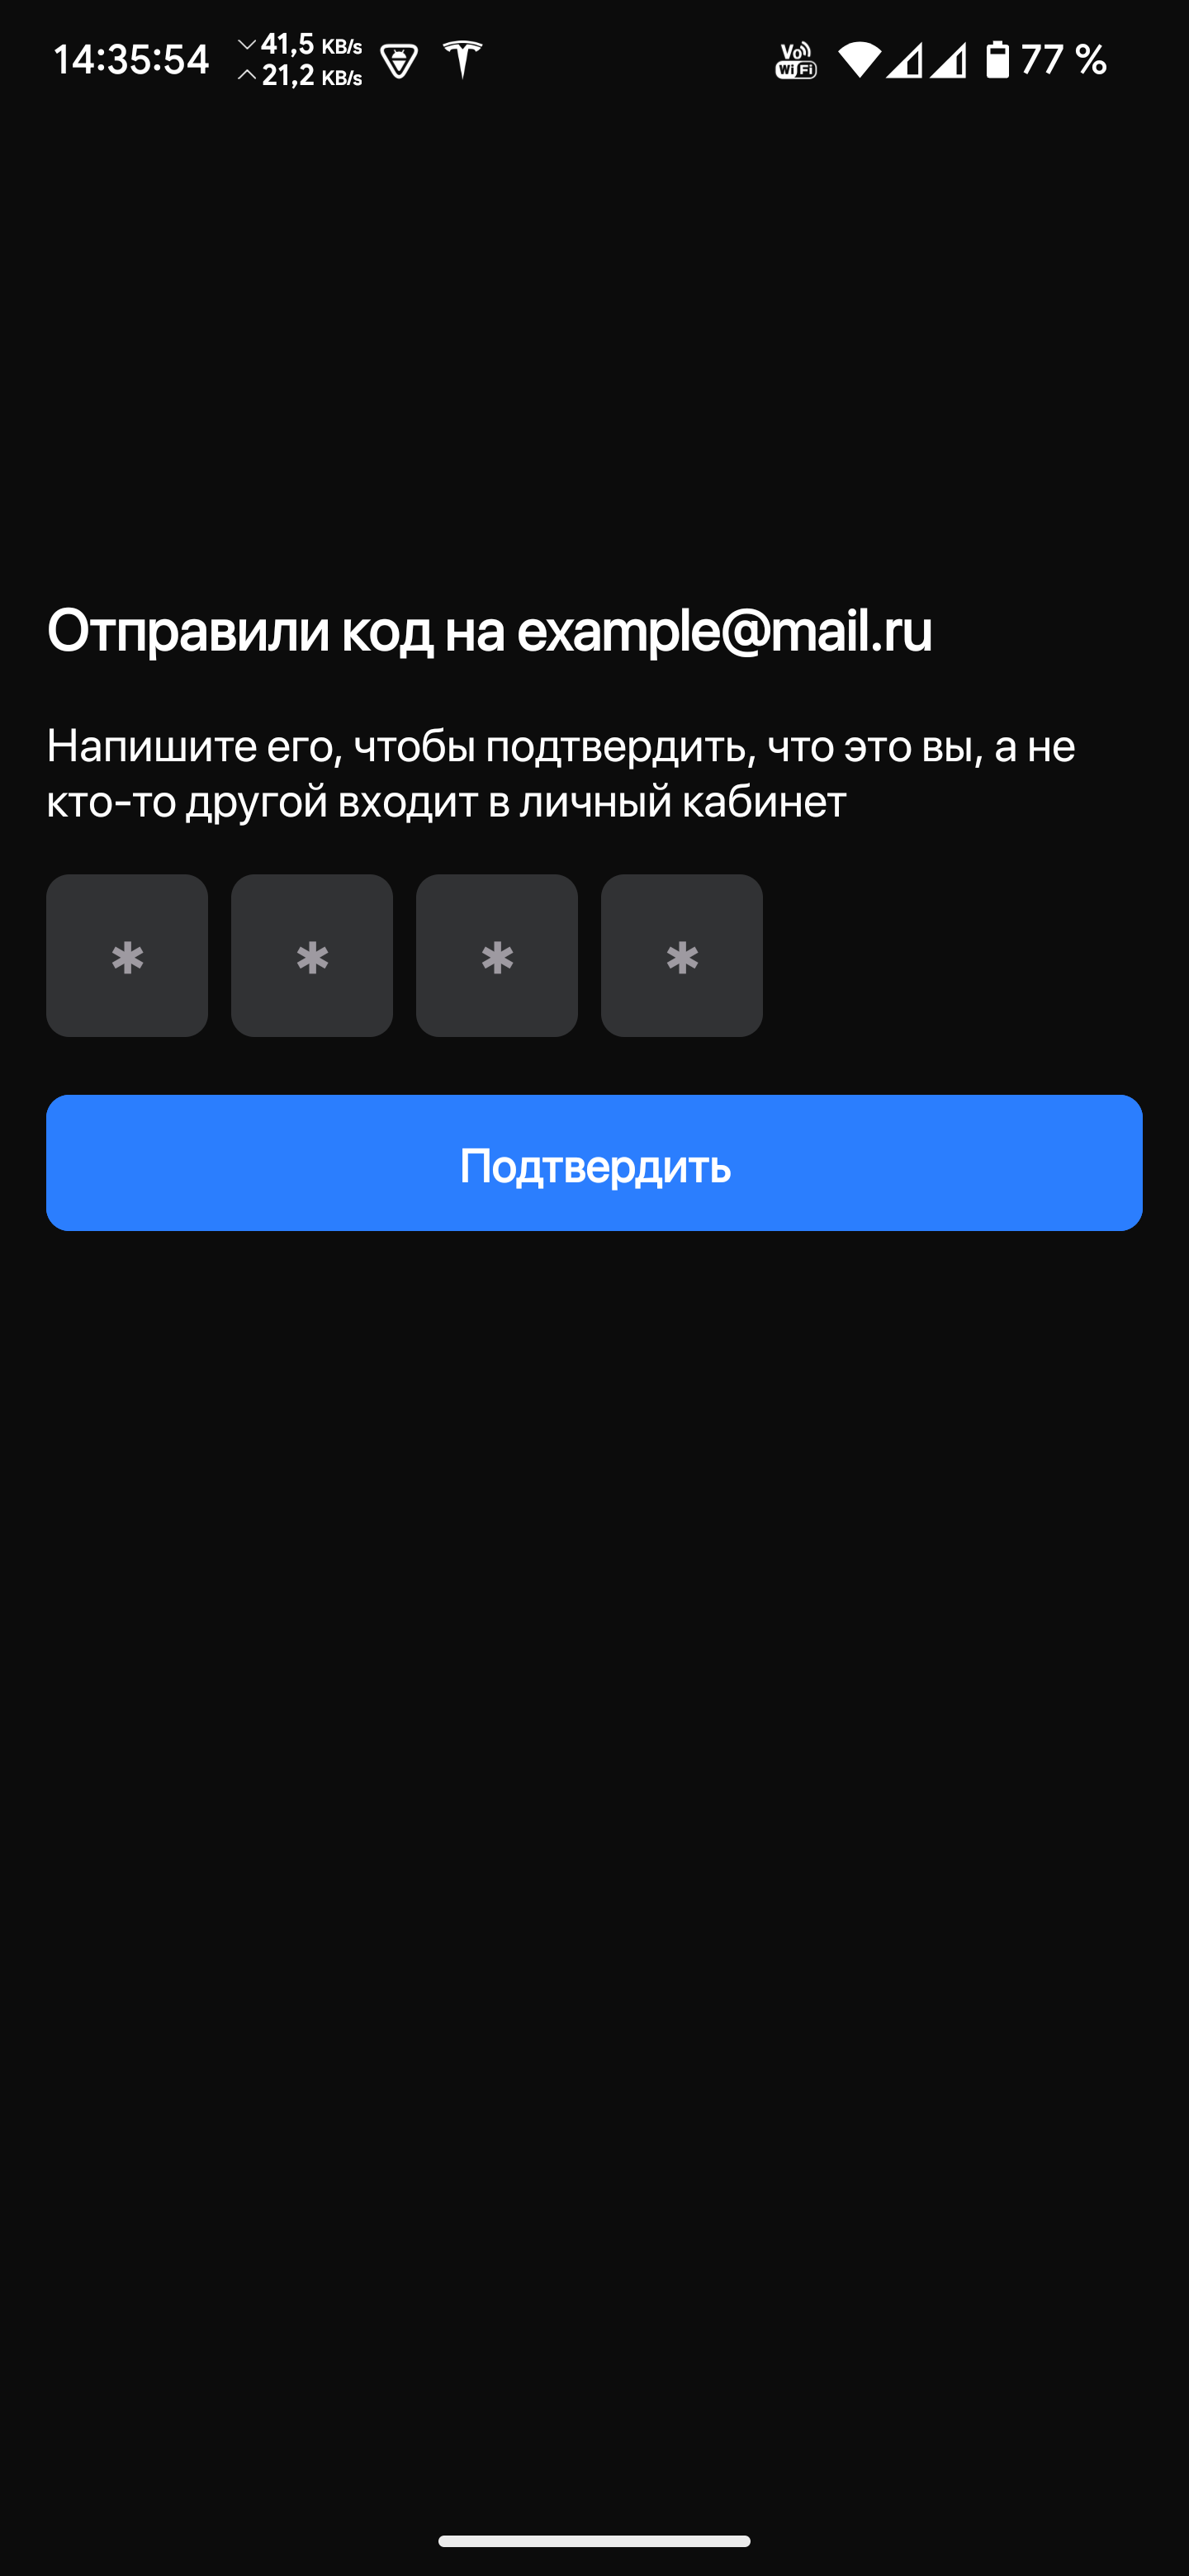 14:35:54
41,5 KB/s
21,2 KB/s
Vo
WiFi
77 %
Отправили код на example@mail.ru
Напишите его, чтобы подтвердить, что это вы, а не
кто-то другой входит в личный кабинет
* * * *
Подтвердить